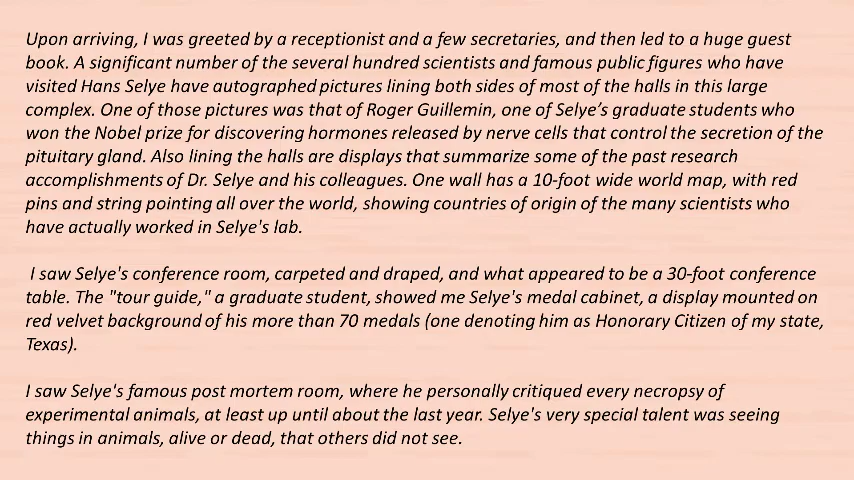 Upon arriving, I was greeted by a receptionist and a few secretaries, and then led to a huge guest
book. A significant number of the several hundred scientists and famous public figures who have
visited Hans Selye have autographed pictures lining both sides of most of the halls in this large
complex. One of those pictures was that of Roger Guillemin, one of Selye’s graduate students who
won the Nobel prize for discovering hormones released by nerve cells that control the secretion of the
pituitary gland. Also lining the halls are displays that summarize some of the past research
accomplishments of Dr. Selye and his colleagues. One wall has a 10-foot wide world map, with red
pins and string pointing all over the world, showing countries of origin of the many scientists who
have actually worked in Selye's lab.
I saw Selye's conference room, carpeted and draped, and what appeared to be a 30-foot conference
table. The "tour guide," a graduate student, showed me Selye's medal cabinet, a display mounted on
red velvet background of his more than 70 medals (one denoting him as Honorary Citizen of my state,
Texas).
I saw Selye's famous post mortem room, where he personally critiqued every necropsy of
experimental animals, at least up until about the last year. Selye's very special talent was seeing
things in animals, alive or dead, that others did not see.